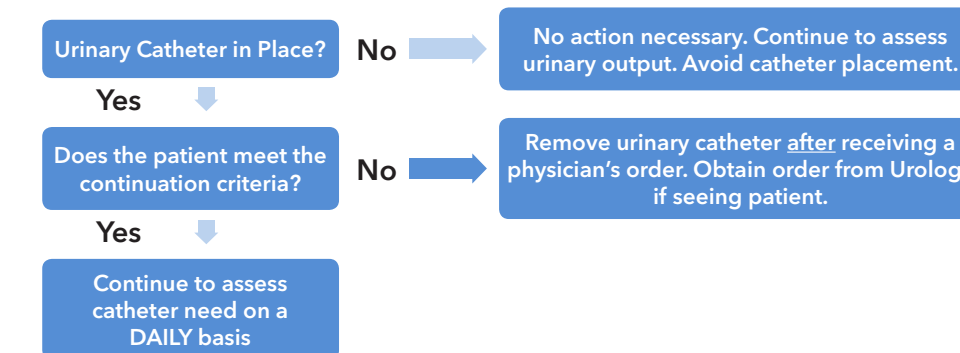 Urinary Catheter in Place?
No
No action necessary. Continue to assess
urinary output. Avoid catheter placement.
Yes
Does the patient meet the
continuation criteria?
No
Remove urinary catheter after receiving a
physician's order. Obtain order from Urolog
if seeing patient.
Yes
Continue to assess
catheter need on a
DAILY basis